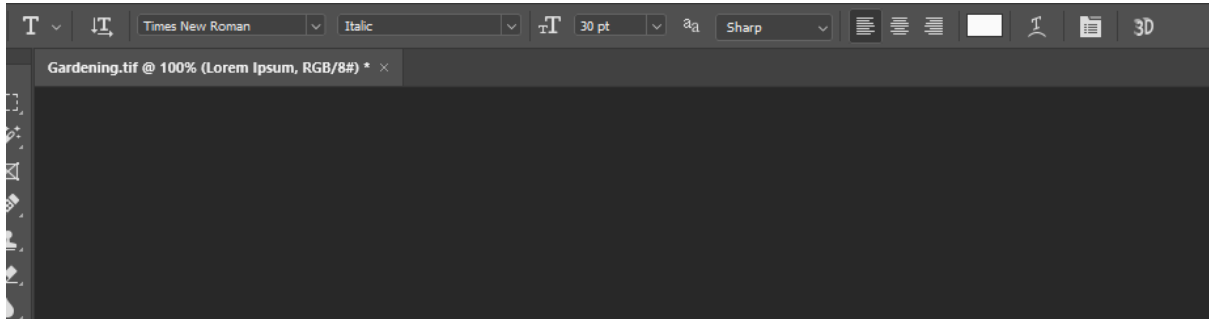 T Times New Roman Italic 30 pt Sharp 3D
Gardening.tif @ 100% (Lorem Ipsum, RGB/8#) * ×